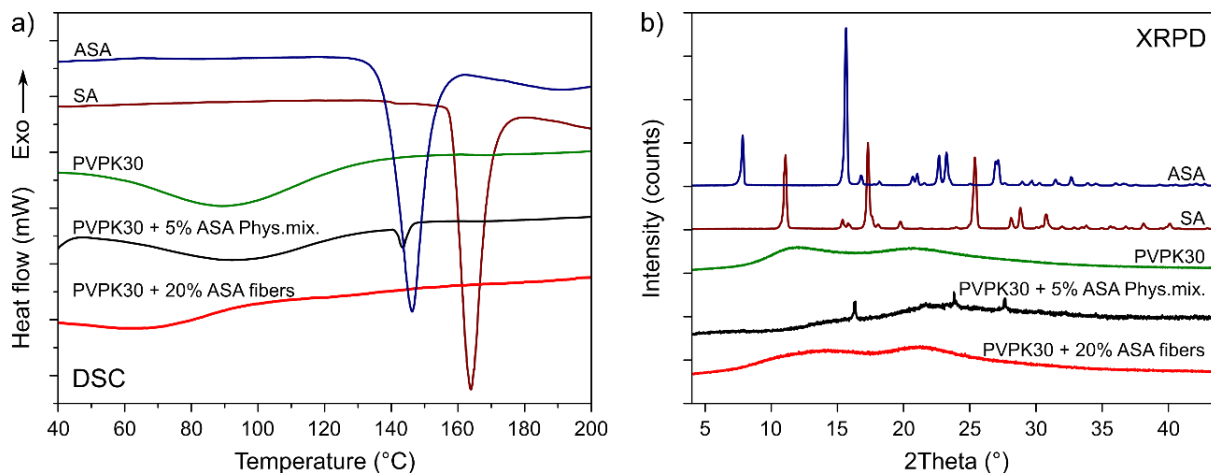 a)
ASA
SA
PVPK30
PVPK30 + 5% ASA Phys.mix.
PVPK30 + 20% ASA fibers
DSC
Heat flow (mW) Exo →
40 60 80 100 120 140 160 180 200
Temperature (°C)
b)
XRPD
ASA
SA
PVPK30
PVPK30 + 5% ASA Phys.mix.
PVPK30 + 20% ASA fibers
Intensity (counts)
5 10 15 20 25 30 35 40
2Theta (°)